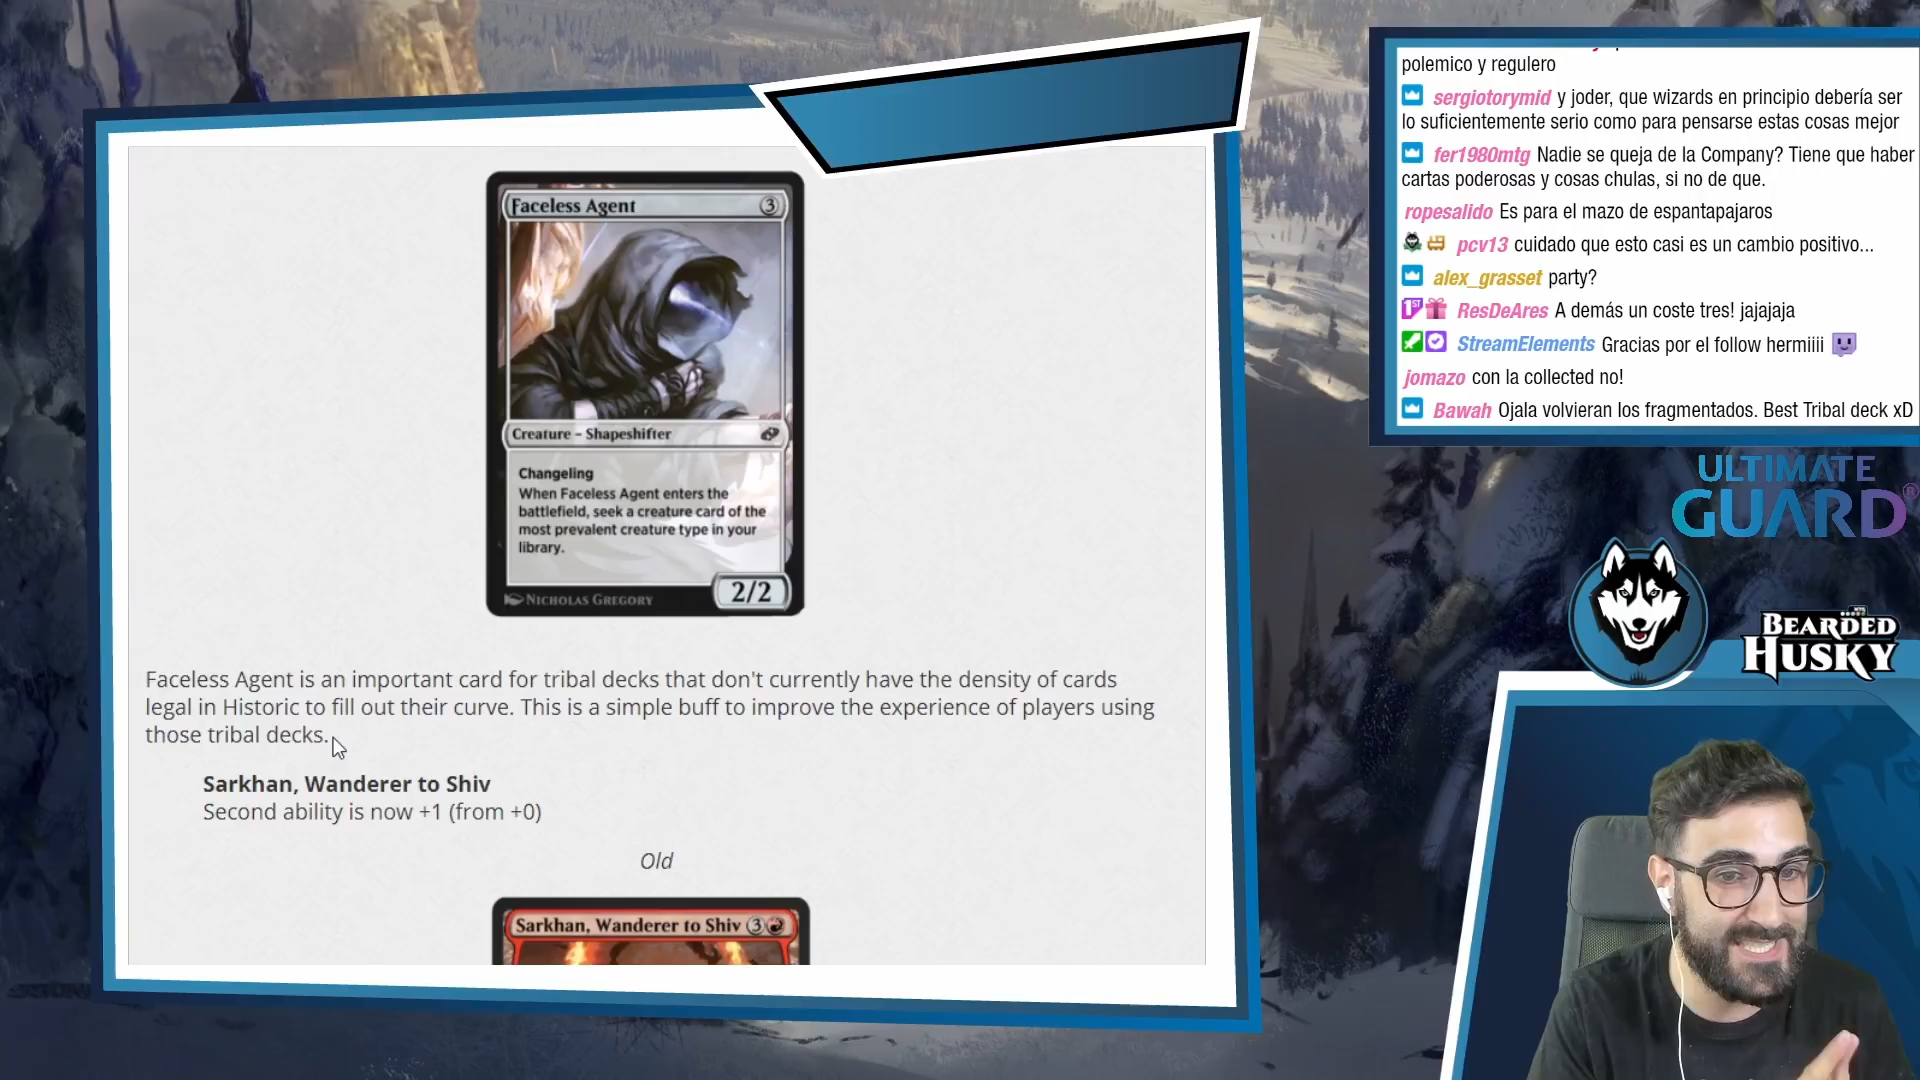 Faceless Agent 3
Creature – Shapeshifter
Changeling
When Faceless Agent enters the
battlefield, seek a creature card of the
most prevalent creature type in your
library.
Nicholas Gregory
2/2
Faceless Agent is an important card for tribal decks that don't currently have the density of cards
legal in Historic to fill out their curve. This is a simple buff to improve the experience of players using
those tribal decks.
Sarkhan, Wanderer to Shiv
Second ability is now +1 (from +0)
Old
Sarkhan, Wanderer to Shiv 3
polemico y regulero
sergiotorymid y joder, que wizards en principio debería ser
lo suficientemente serio como para pensarse estas cosas mejor
fer1980mtg Nadie se queja de la Company? Tiene que haber
cartas poderosas y cosas chulas, si no de que.
ropesalido Es para el mazo de espantapajaros
pcv13 cuidado que esto casi es un cambio positivo...
alex_grasset party?
ResDeAres A demás un coste tres! jajajaja
StreamElements Gracias por el follow hermiiii
jomazo con la collected no!
Bawah Ojala volvieran los fragmentados. Best Tribal deck xD
ULTIMATE
GUARD®
BEARDED
HUSKY